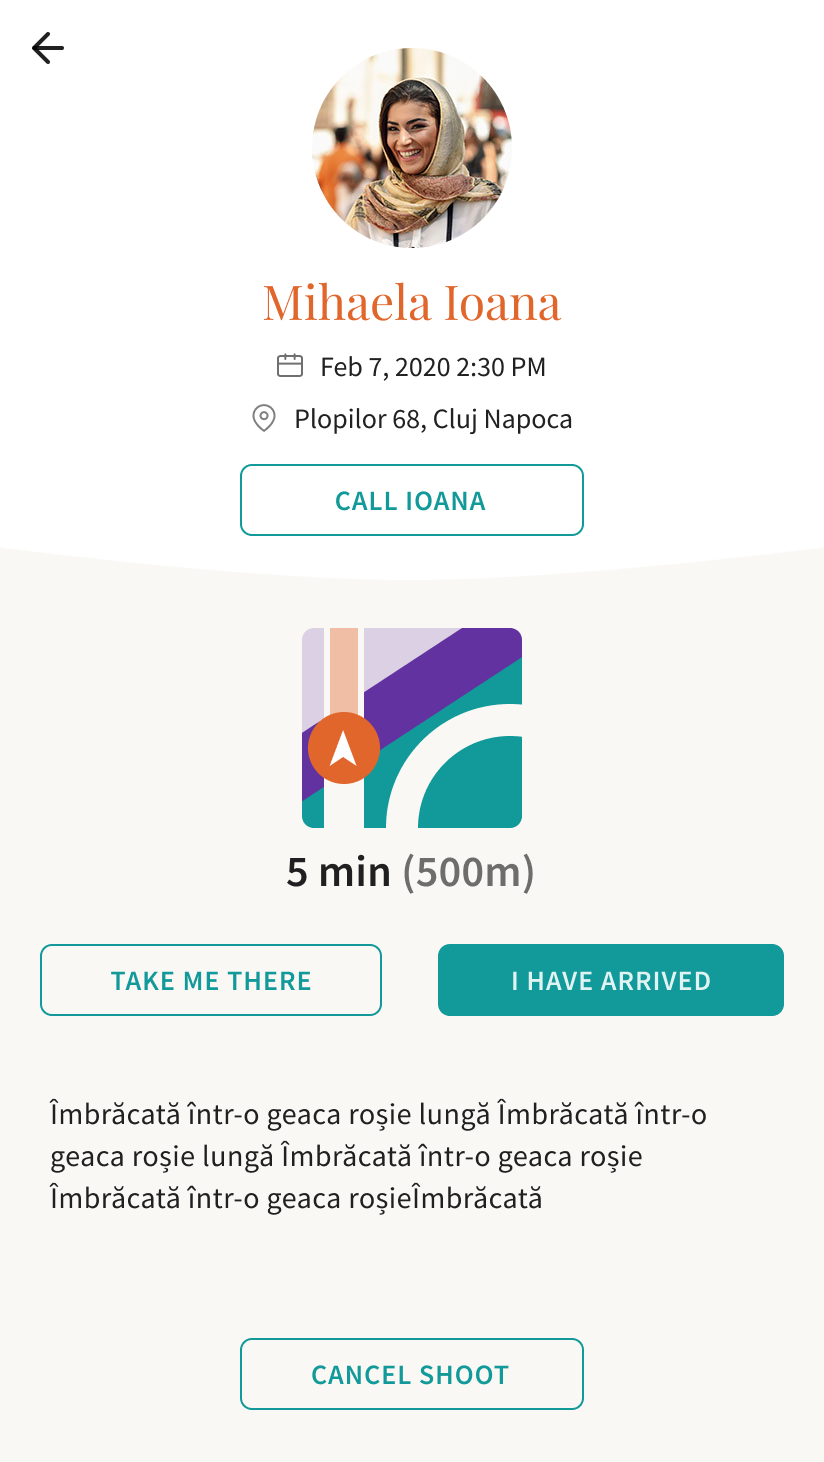 Mihaela Ioana
Feb 7, 2020 2:30 PM
Plopilor 68, Cluj Napoca
CALL IOANA
5 min (500m)
TAKE ME THERE
I HAVE ARRIVED
Îmbrăcată într-o geaca roșie lungă Îmbrăcată într-o
geaca roșie lungă Îmbrăcată într-o geaca roșie
Îmbrăcată într-o geaca roșieÎmbrăcată
CANCEL SHOOT